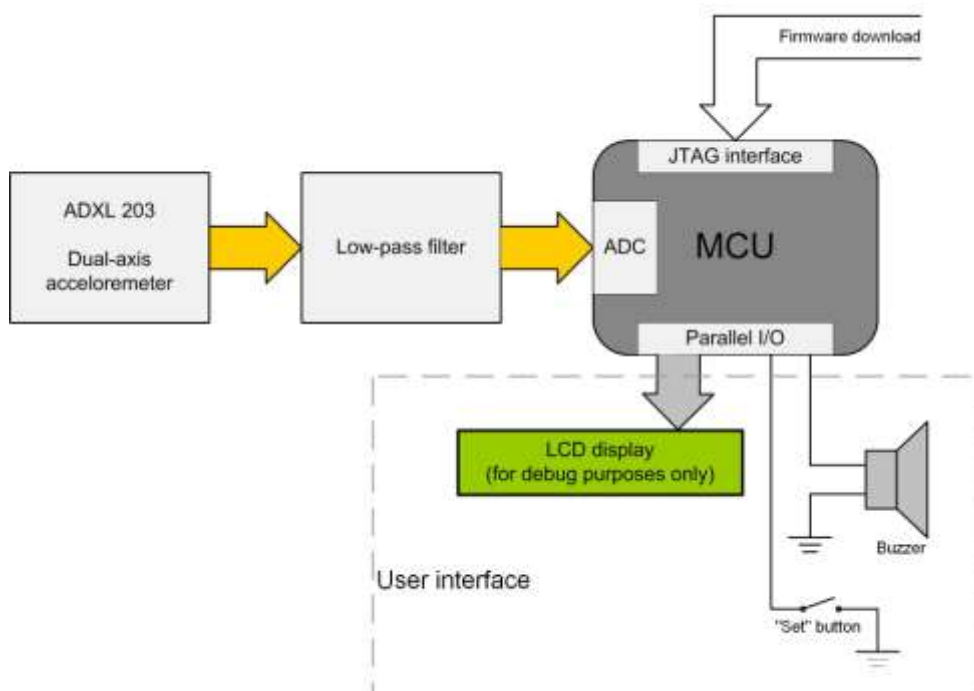 Firmware download
JTAG interface
ADXL 203
Dual-axis
acceloremeter
Low-pass filter
ADC
MCU
Parallel I/O
LCD display
(for debug purposes only)
Buzzer
User interface
"Set" button